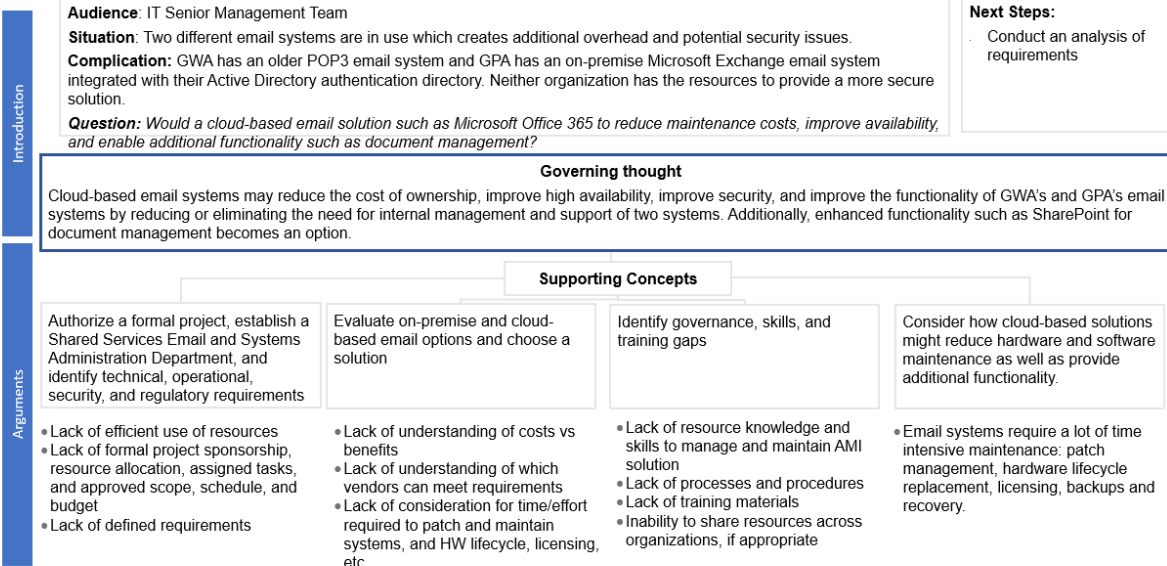 Introduction
Audience: IT Senior Management Team
Situation: Two different email systems are in use which creates additional overhead and potential security issues.
Complication: GWA has an older POP3 email system and GPA has an on-premise Microsoft Exchange email system
integrated with their Active Directory authentication directory. Neither organization has the resources to provide a more secure
solution.
Question: Would a cloud-based email solution such as Microsoft Office 365 to reduce maintenance costs, improve availability,
and enable additional functionality such as document management?
Next Steps:
Conduct an analysis of
requirements
Governing thought
Cloud-based email systems may reduce the cost of ownership, improve high availability, improve security, and improve the functionality of GWA's and GPA's email
systems by reducing or eliminating the need for internal management and support of two systems. Additionally, enhanced functionality such as SharePoint for
document management becomes an option.
Arguments
Supporting Concepts
Authorize a formal project, establish a
Shared Services Email and Systems
Administration Department, and
identify technical, operational,
security, and regulatory requirements
• Lack of efficient use of resources
• Lack of formal project sponsorship,
resource allocation, assigned tasks,
and approved scope, schedule, and
budget
• Lack of defined requirements
Evaluate on-premise and cloud-
based email options and choose a
solution
• Lack of understanding of costs vs
benefits
• Lack of understanding of which
vendors can meet requirements
• Lack of consideration for time/effort
required to patch and maintain
systems, and HW lifecycle, licensing,
etc
Identify governance, skills, and
training gaps
• Lack of resource knowledge and
skills to manage and maintain AMI
solution
• Lack of processes and procedures
• Lack of training materials
• Inability to share resources across
organizations, if appropriate
Consider how cloud-based solutions
might reduce hardware and software
maintenance as well as provide
additional functionality.
• Email systems require a lot of time
intensive maintenance: patch
management, hardware lifecycle
replacement, licensing, backups and
recovery.